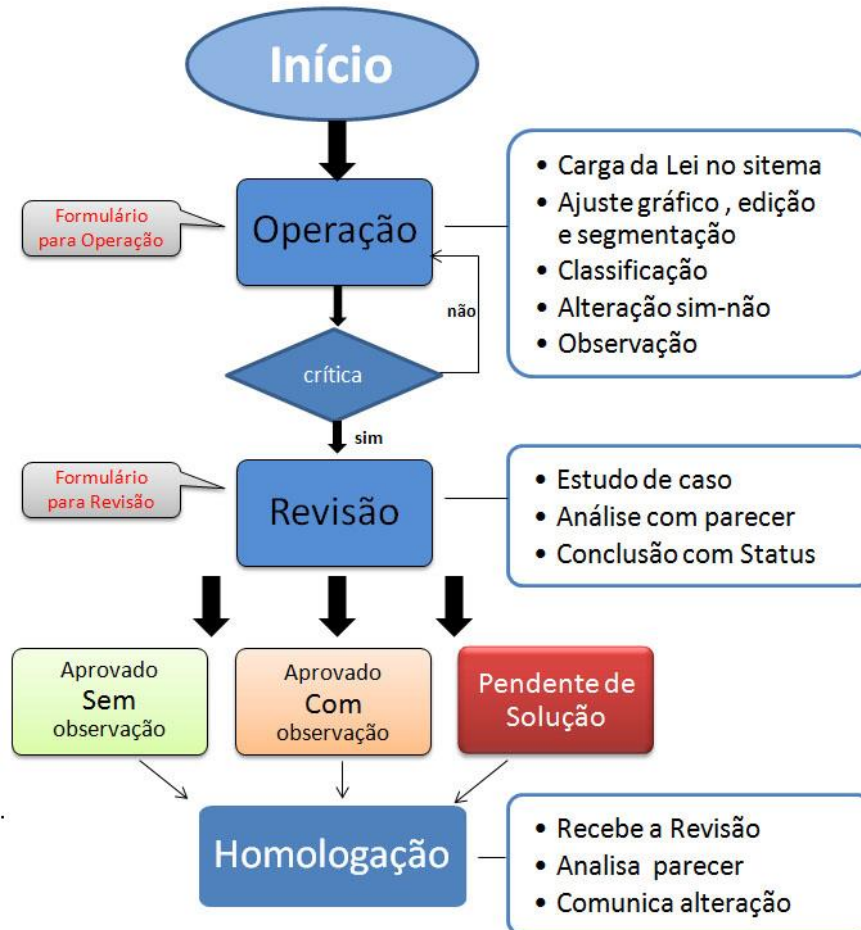 Início
Formulário
para Operação
Operação
• Carga da Lei no sitema
• Ajuste gráfico , edição
e segmentação
• Classificação
• Alteração sim-não
• Observação
não
crítica
sim
Formulário
para Revisão
Revisão
• Estudo de caso
• Análise com parecer
• Conclusão com Status
Aprovado
Sem
observação
Aprovado
Com
observação
Pendente de
Solução
.
Homologação
• Recebe a Revisão
• Analisa parecer
• Comunica alteração